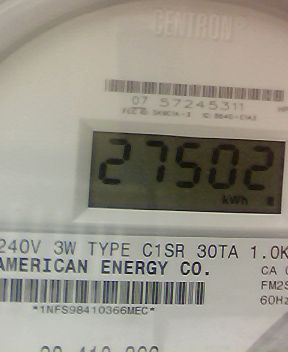 CENTRON
07 57245311
27502
kWh
240V 3W TYPE C1SR 30TA 1.0K
AMERICAN ENERGY CO.
CA
FM2S
60Hz
*1NFS98410366MEC*